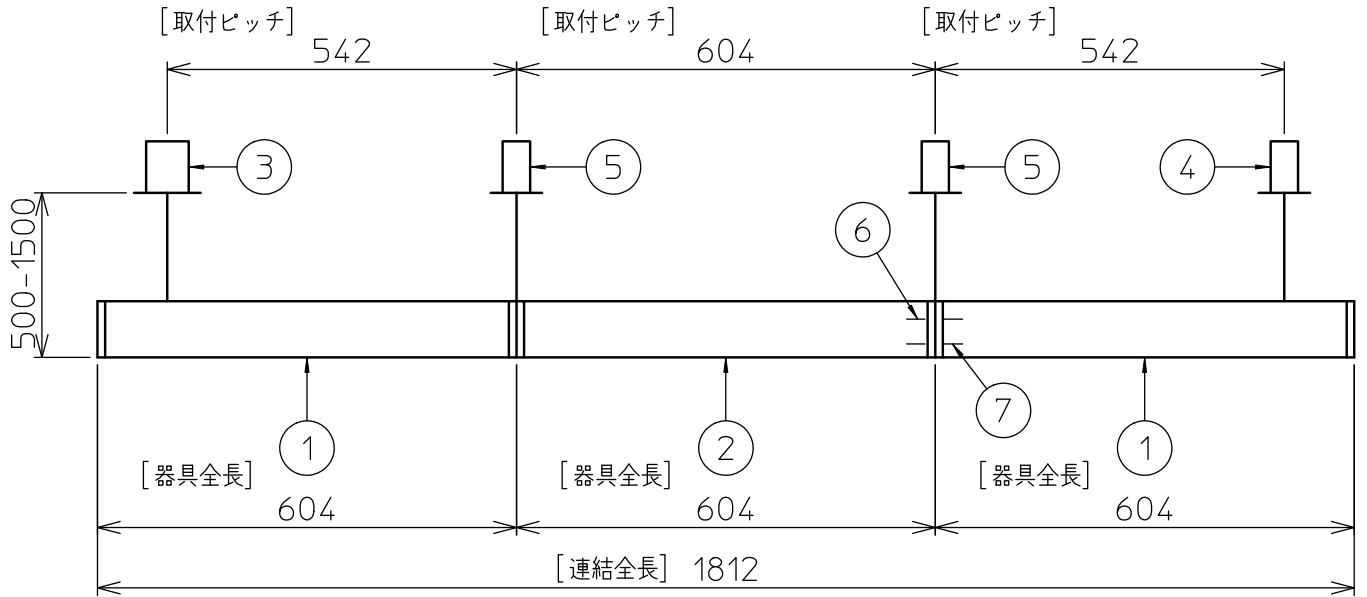 [取付ピッチ] [取付ピッチ] [取付ピッチ]
542 604 542
③ ⑤ ⑤ ④
500-1500
⑥
⑦
① ② ①
[器具全長] [器具全長] [器具全長]
604 604 604
[連結全長] 1812